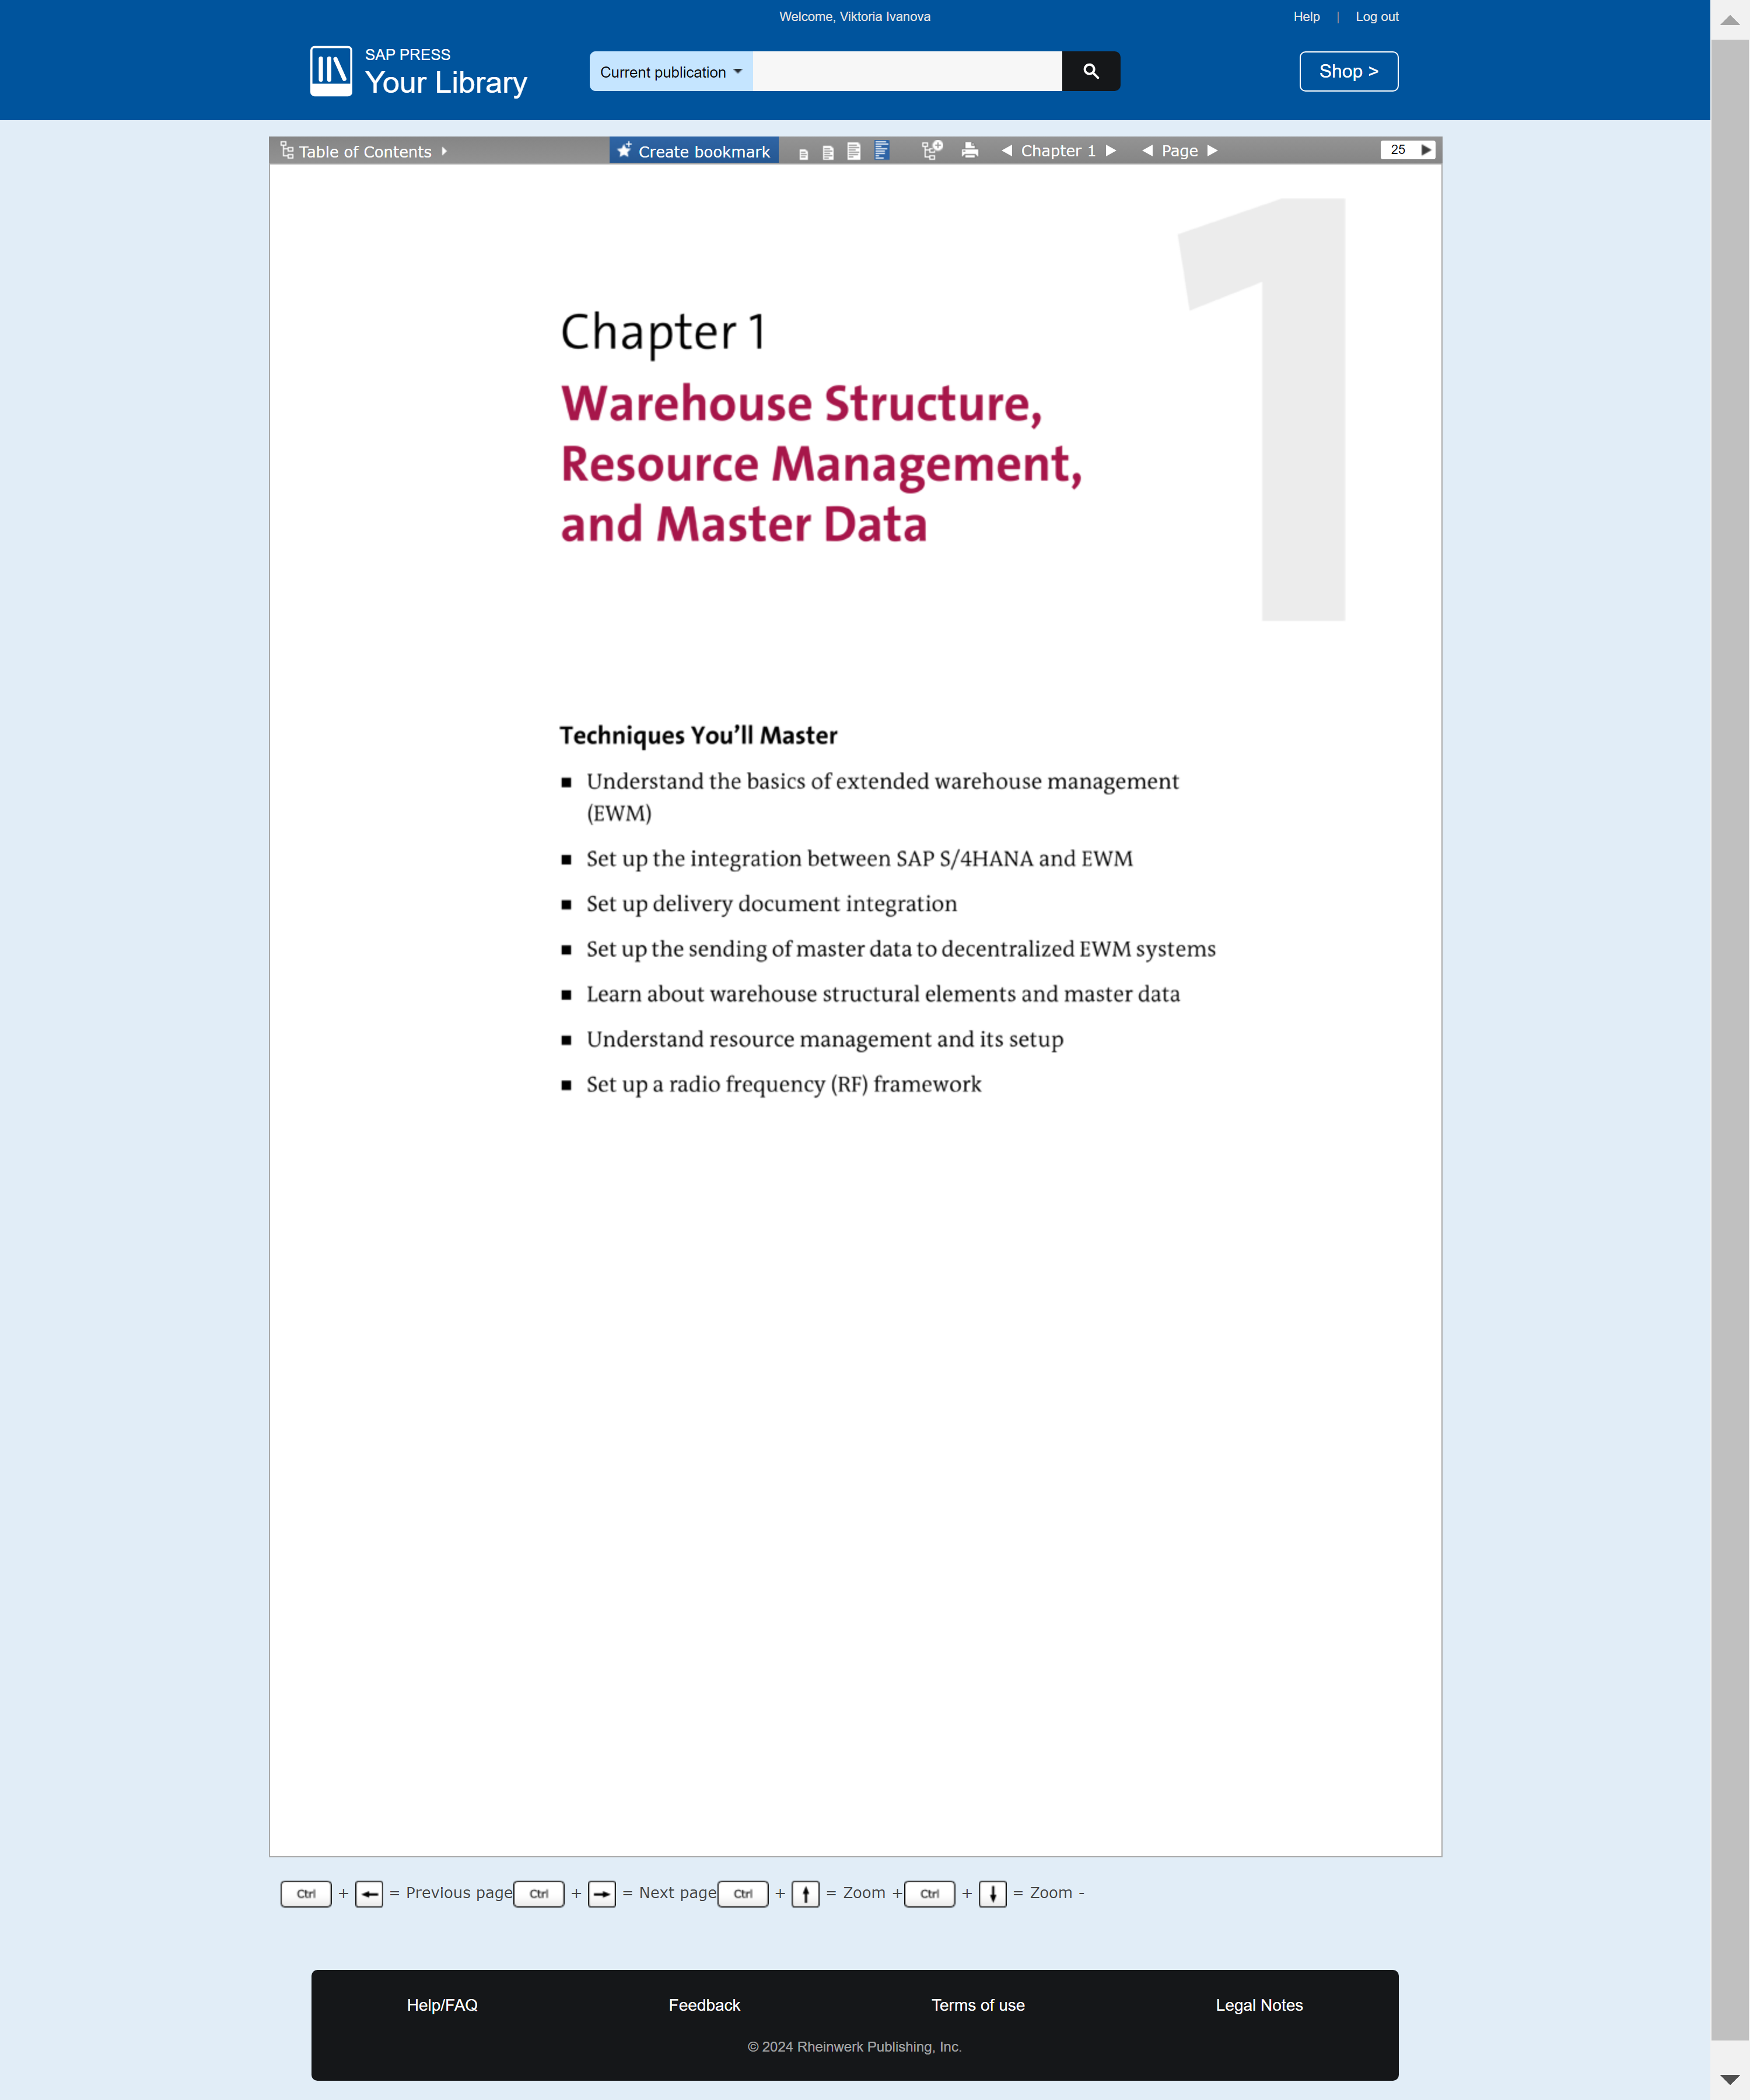 Welcome, Viktoria Ivanova
Help | Log out
SAP PRESS
Your Library
Current publication
Shop >
Table of Contents
Create bookmark
Chapter 1
Page
25
1
Chapter 1
Warehouse Structure,
Resource Management,
and Master Data
Techniques You’ll Master
■ Understand the basics of extended warehouse management
(EWM)
■ Set up the integration between SAP S/4HANA and EWM
■ Set up delivery document integration
■ Set up the sending of master data to decentralized EWM systems
■ Learn about warehouse structural elements and master data
■ Understand resource management and its setup
■ Set up a radio frequency (RF) framework
Ctrl + ← = Previous page Ctrl + → = Next page Ctrl + ↑ = Zoom + Ctrl + ↓ = Zoom -
Help/FAQ Feedback Terms of use Legal Notes
© 2024 Rheinwerk Publishing, Inc.